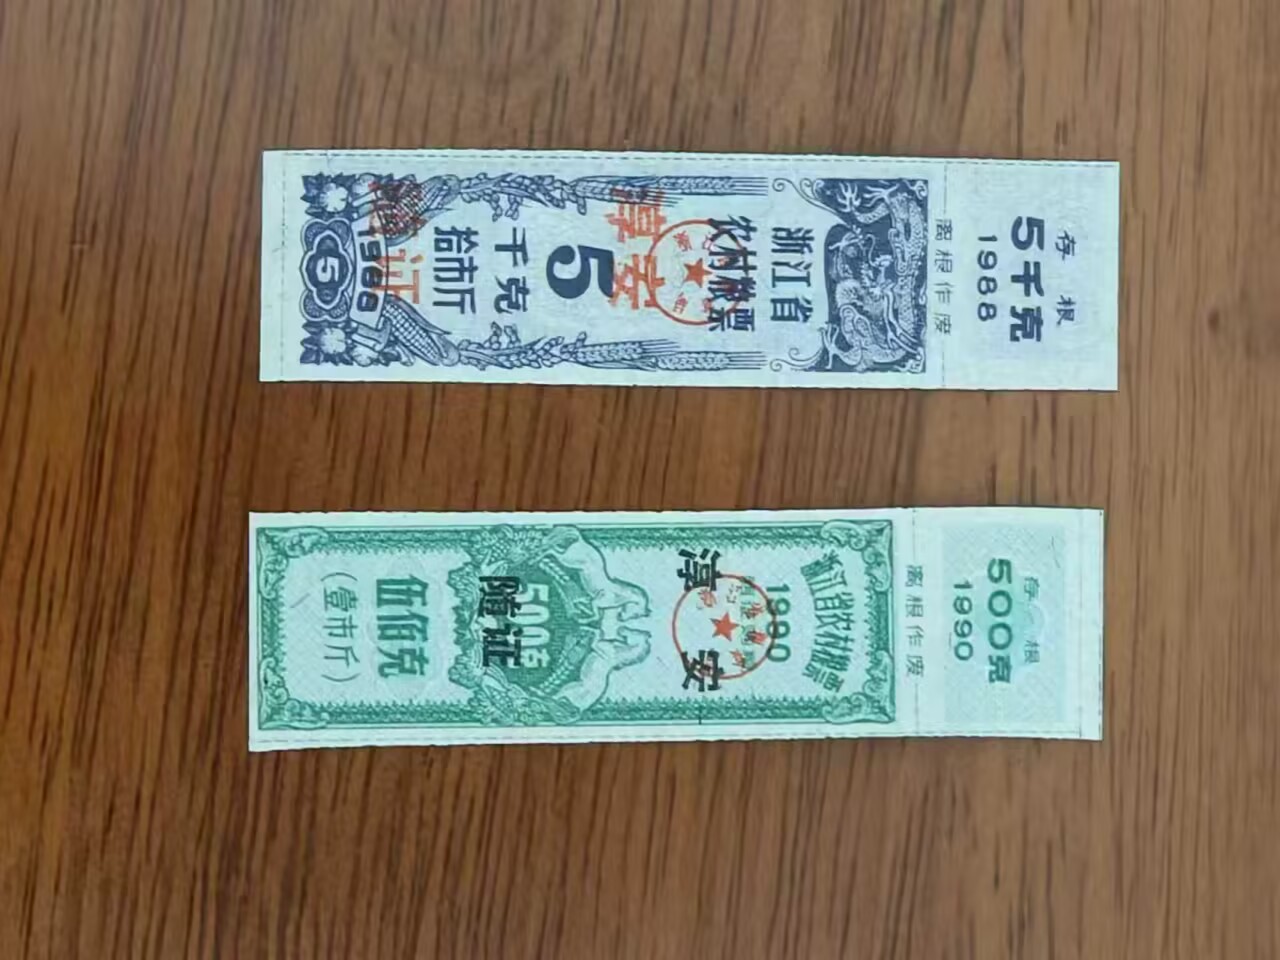 存根
5千克
1988
离根作废
浙江省
农村粮票
淳安
5
千克
拾市斤
随证
1988
5
存根
500克
1990
离根作废
浙江省农村粮票
1990
淳安
500克
随证
伍佰克
(壹市斤)